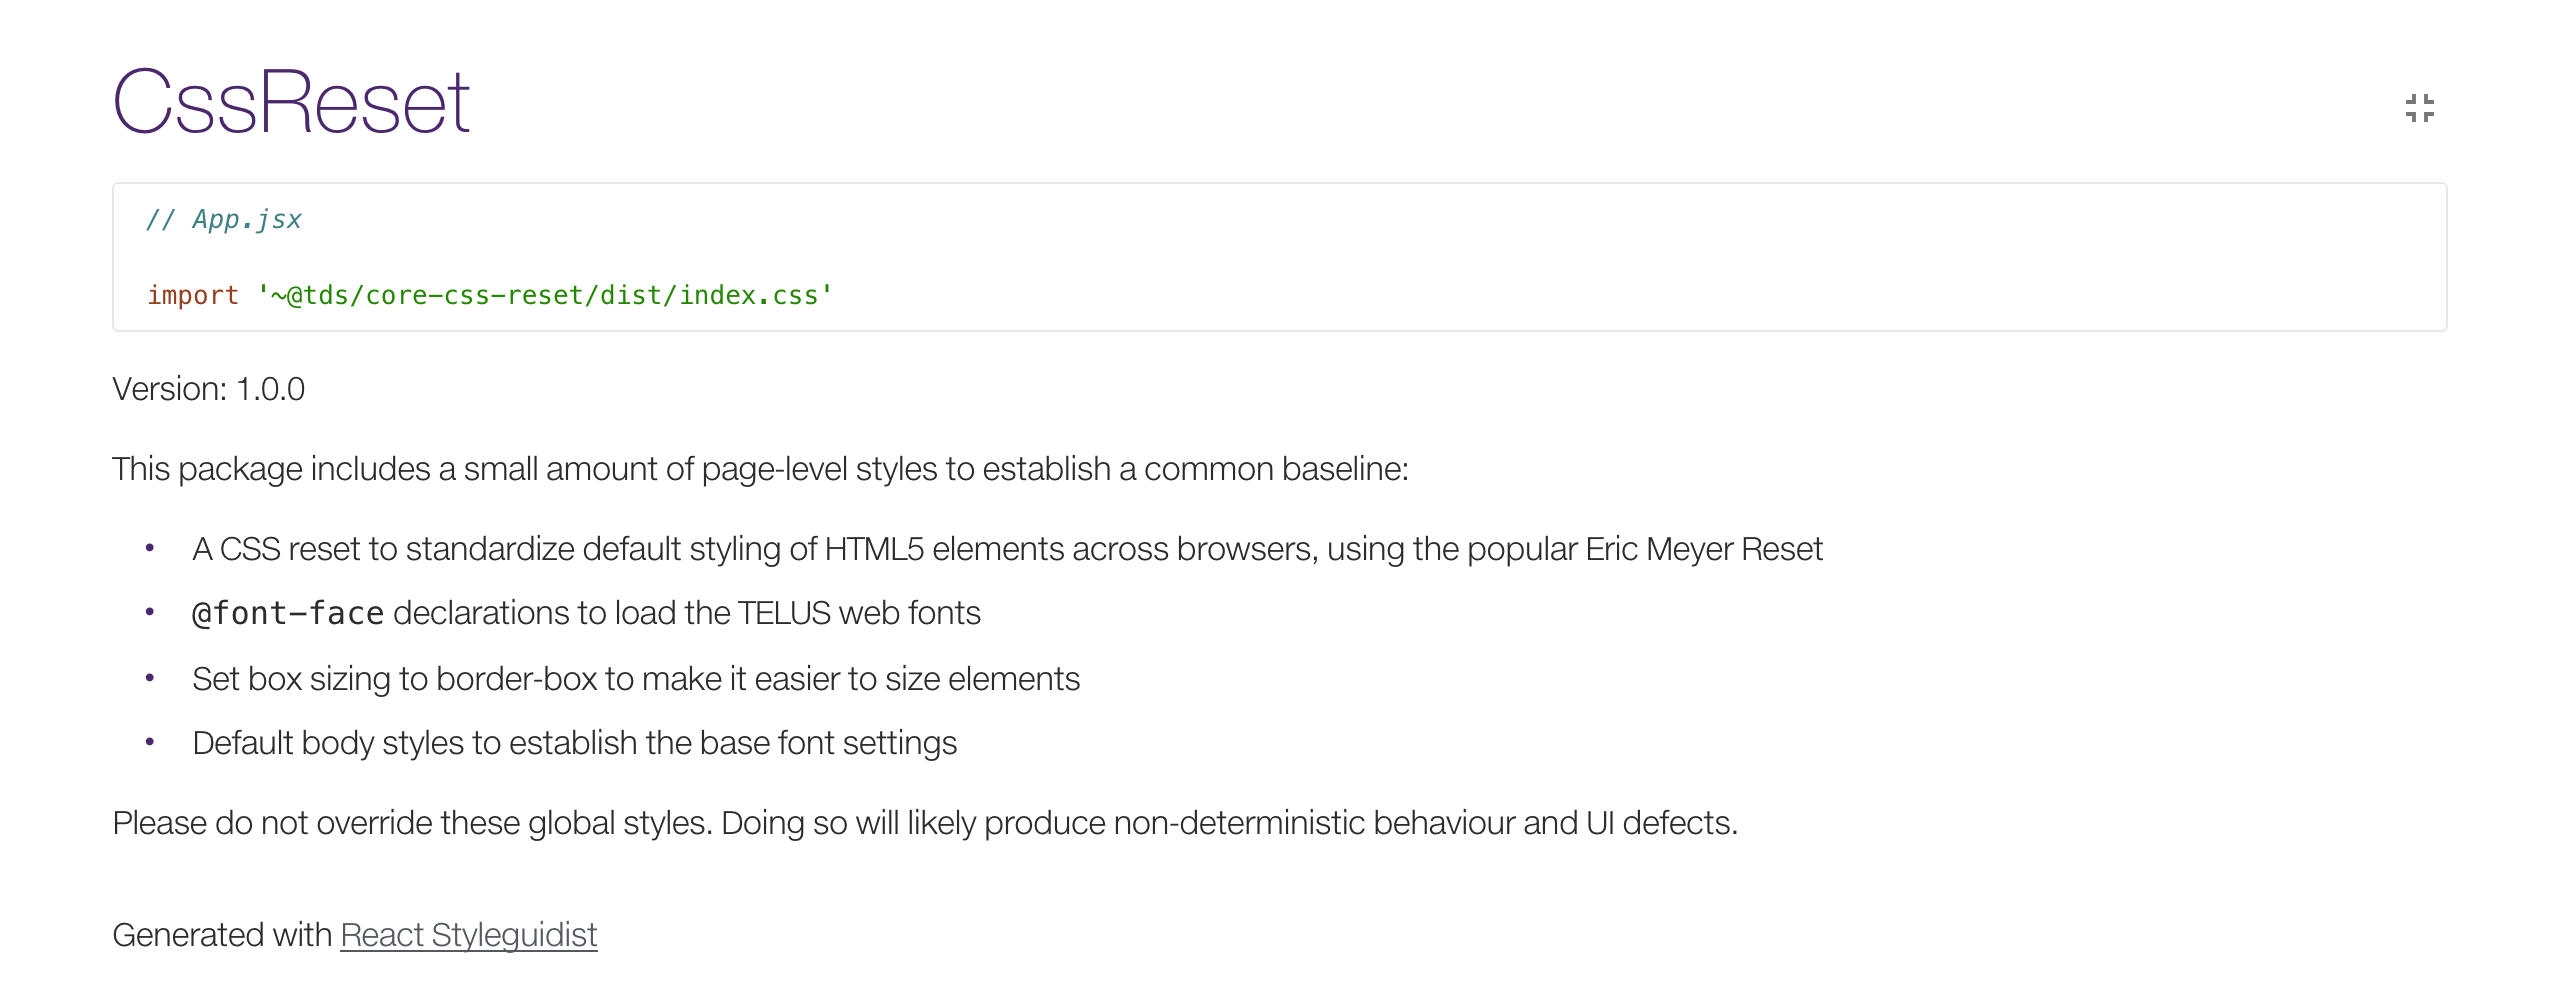 CssReset
// App.jsx
import '~@tds/core-css-reset/dist/index.css'
Version: 1.0.0
This package includes a small amount of page-level styles to establish a common baseline:
• A CSS reset to standardize default styling of HTML5 elements across browsers, using the popular Eric Meyer Reset
• @font-face declarations to load the TELUS web fonts
• Set box sizing to border-box to make it easier to size elements
• Default body styles to establish the base font settings
Please do not override these global styles. Doing so will likely produce non-deterministic behaviour and UI defects.
Generated with React Styleguidist